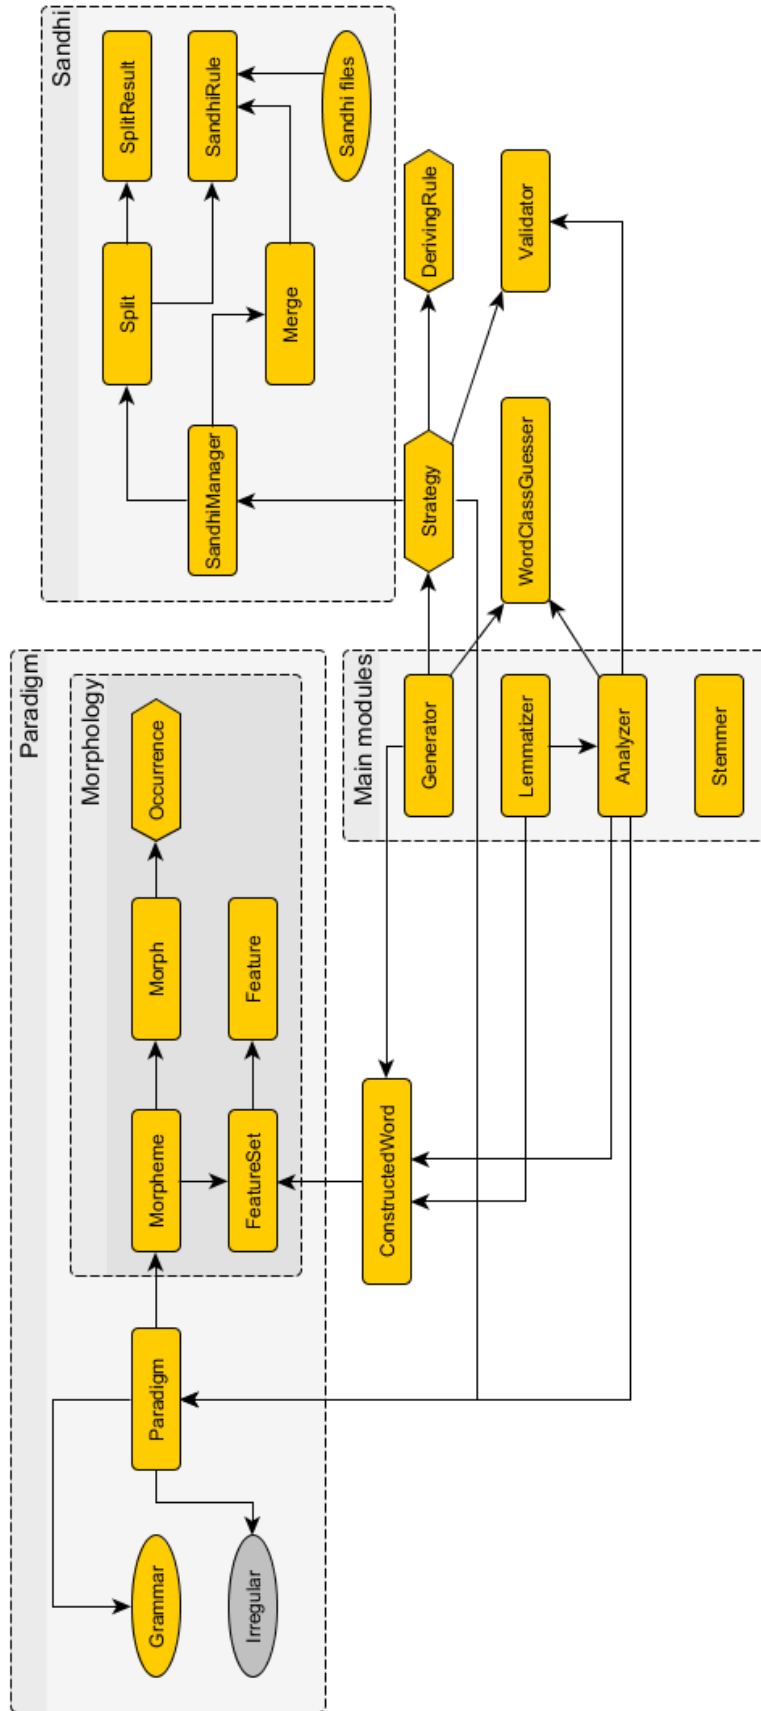 Paradigm
Grammar
Irregular
Paradigm
Morphology
Morpheme
Morph
Occurrence
FeatureSet
Feature
ConstructedWord
Main modules
Generator
Lemmatizer
Analyzer
Stemmer
Sandhi
Split
SplitResult
SandhiManager
SandhiRule
Merge
Sandhi files
Strategy
DerivingRule
WordClassGuesser
Validator